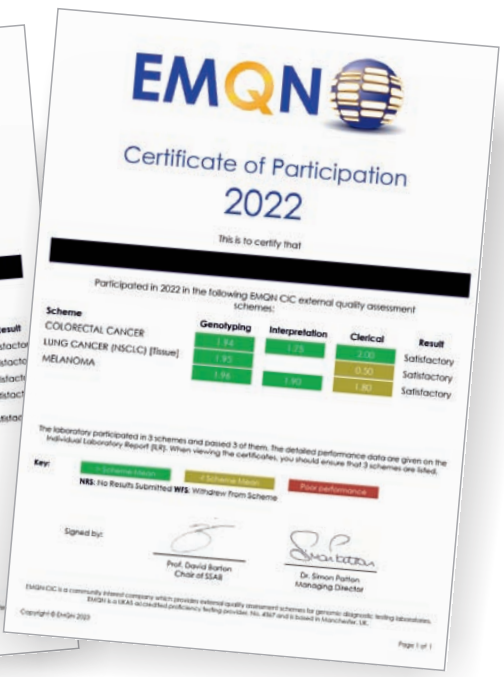 EMQN
Certificate of Participation
2022
This is to certify that
Participated in 2022 in the following EMQN CIC external quality assessment
schemes:
Scheme Genotyping Interpretation Clerical Result
COLORECTAL CANCER 1.94 1.75 2.00 Satisfactory
LUNG CANCER (NSCLC) [Tissue] 1.95 0.50 Satisfactory
MELANOMA 1.96 1.90 1.80 Satisfactory
The laboratory participated in 3 schemes and passed 3 of them. The detailed performance data are given on the
Individual Laboratory Report (ILR). When viewing the certificates, you should ensure that 3 schemes are listed.
Key: > Scheme Mean < Scheme Mean Poor performance
NRS: No Results Submitted WFS: Withdrew From Scheme
Signed by:
Prof. David Barton
Chair of SSAB
Dr. Simon Patton
Managing Director
EMQN CIC is a community interest company which provides external quality assessment schemes for genomic diagnostic testing laboratories.
EMQN is a UKAS accredited proficiency testing provider, No. 4567 and is based in Manchester, UK.
Copyright © EMQN 2023
Page 1 of 1